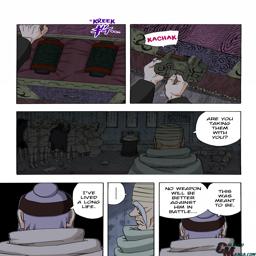 KREEK
KACHAK
ARE YOU
TAKING
THEM WITH
YOU?
THIS WAS
MEANT TO
BE.
NO WEAPON
WILL BE
BETTER
AGAINST
HIM IN
BATTLE...
I'VE
LIVED A
LONG
LIFE.